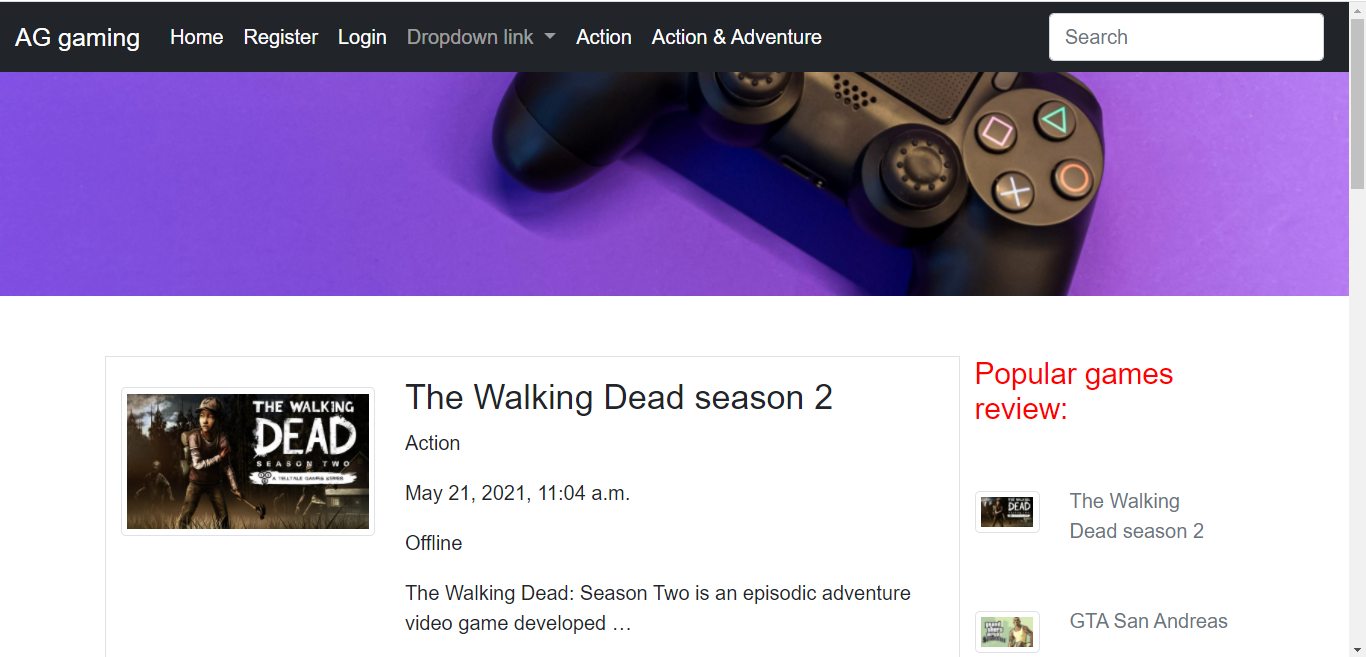 AG gaming Home Register Login Dropdown link Action Action & Adventure Search
THE WALKING
DEAD
SEASON TWO
A TELLTALE GAMES SERIES
The Walking Dead season 2
Action
May 21, 2021, 11:04 a.m.
Offline
The Walking Dead: Season Two is an episodic adventure
video game developed …
Popular games
review:
The Walking
Dead season 2
GTA San Andreas